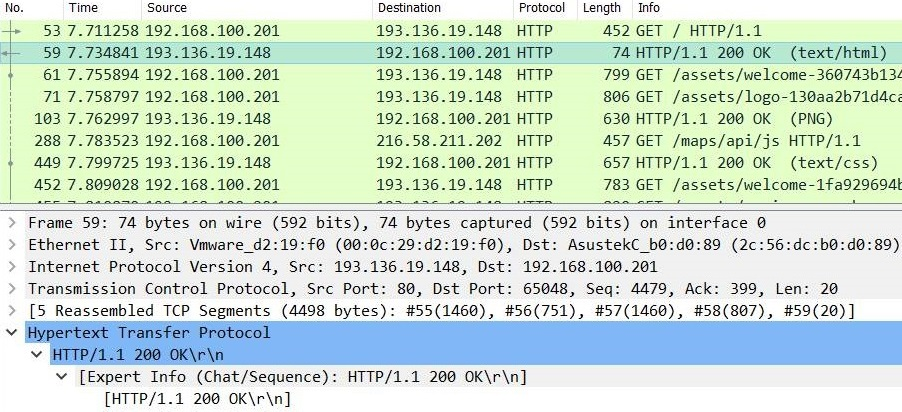 No. Time Source Destination Protocol Length Info
53 7.711258 192.168.100.201 193.136.19.148 HTTP 452 GET / HTTP/1.1
59 7.734841 193.136.19.148 192.168.100.201 HTTP 74 HTTP/1.1 200 OK (text/html)
61 7.755894 192.168.100.201 193.136.19.148 HTTP 799 GET /assets/welcome-360743b134
71 7.758797 192.168.100.201 193.136.19.148 HTTP 806 GET /assets/logo-130aa2b71d4ca
103 7.762997 193.136.19.148 192.168.100.201 HTTP 630 HTTP/1.1 200 OK (PNG)
288 7.783523 192.168.100.201 216.58.211.202 HTTP 457 GET /maps/api/js HTTP/1.1
449 7.799725 193.136.19.148 192.168.100.201 HTTP 657 HTTP/1.1 200 OK (text/css)
452 7.809028 192.168.100.201 193.136.19.148 HTTP 783 GET /assets/welcome-1fa929694b
Frame 59: 74 bytes on wire (592 bits), 74 bytes captured (592 bits) on interface 0
Ethernet II, Src: Vmware_d2:19:f0 (00:0c:29:d2:19:f0), Dst: AsustekC_b0:d0:89 (2c:56:dc:b0:d0:89)
Internet Protocol Version 4, Src: 193.136.19.148, Dst: 192.168.100.201
Transmission Control Protocol, Src Port: 80, Dst Port: 65048, Seq: 4479, Ack: 399, Len: 20
[5 Reassembled TCP Segments (4498 bytes): #55(1460), #56(751), #57(1460), #58(807), #59(20)]
Hypertext Transfer Protocol
HTTP/1.1 200 OK\r\n
[Expert Info (Chat/Sequence): HTTP/1.1 200 OK\r\n]
[HTTP/1.1 200 OK\r\n]